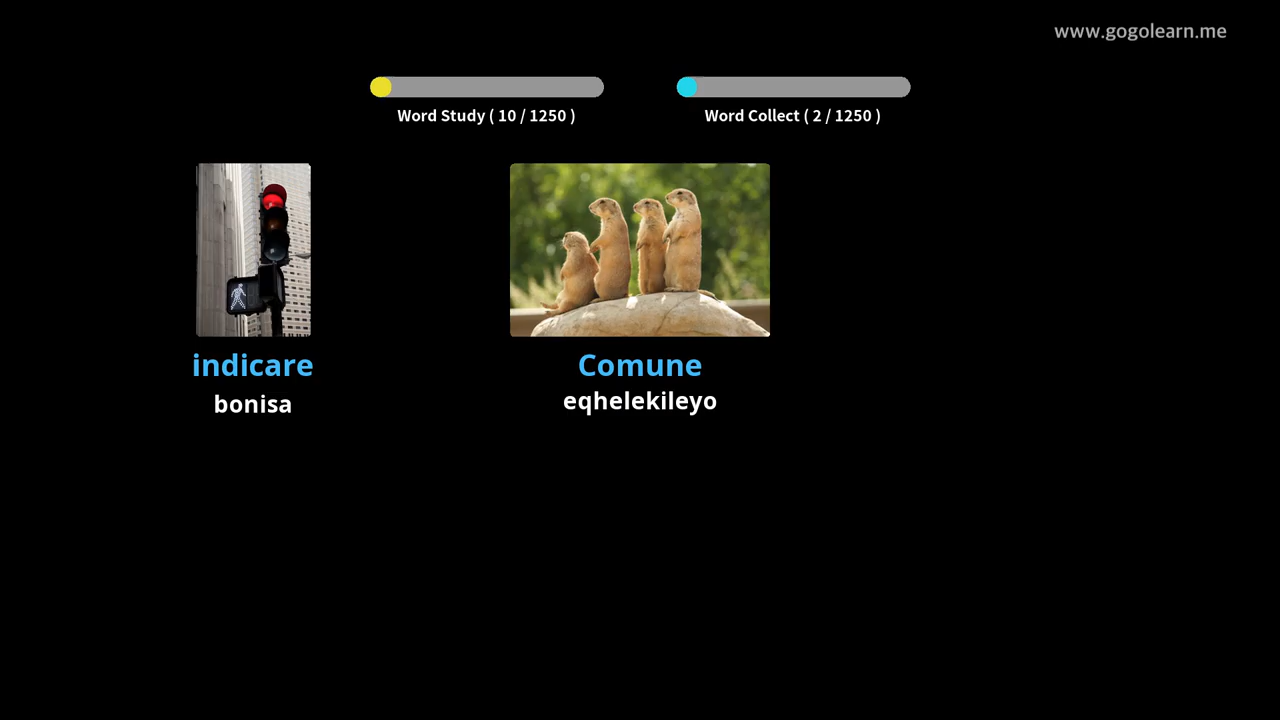 www.gogolearn.me
Word Study ( 10 / 1250 )
Word Collect ( 2 / 1250 )
indicare
bonisa
Comune
eqhelekileyo